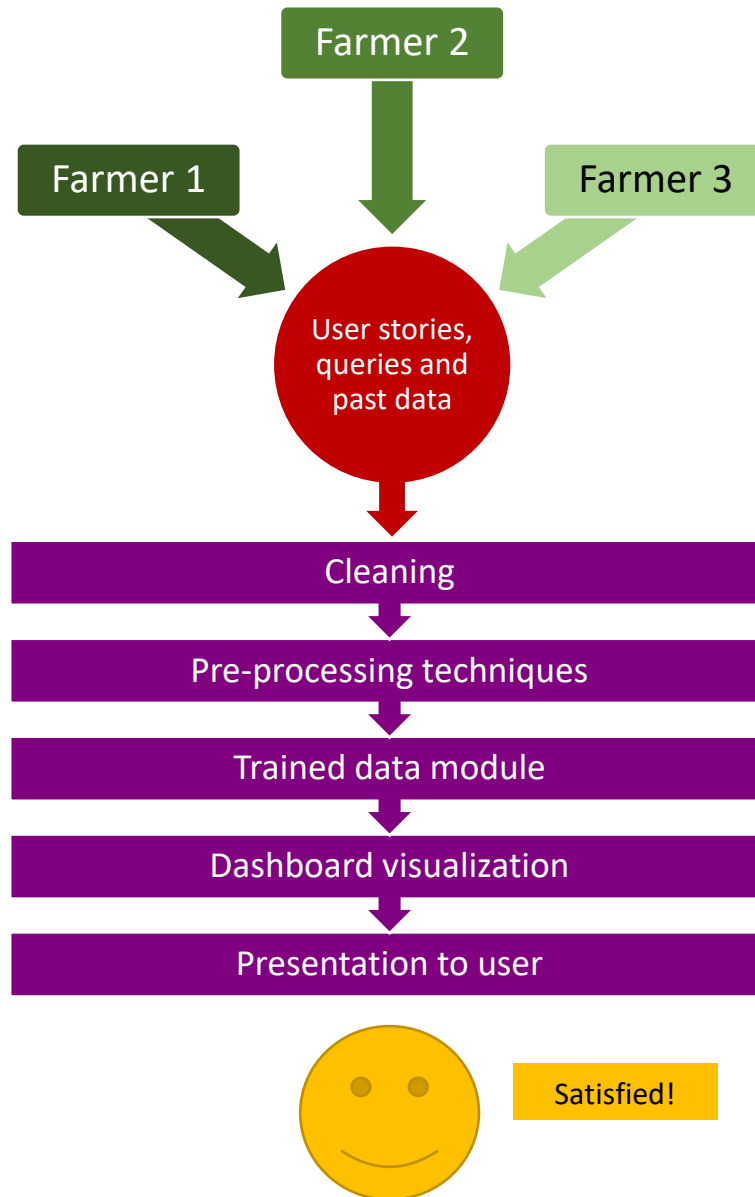 Farmer 2
Farmer 1
Farmer 3
User stories,
queries and
past data
Cleaning
Pre-processing techniques
Trained data module
Dashboard visualization
Presentation to user
Satisfied!